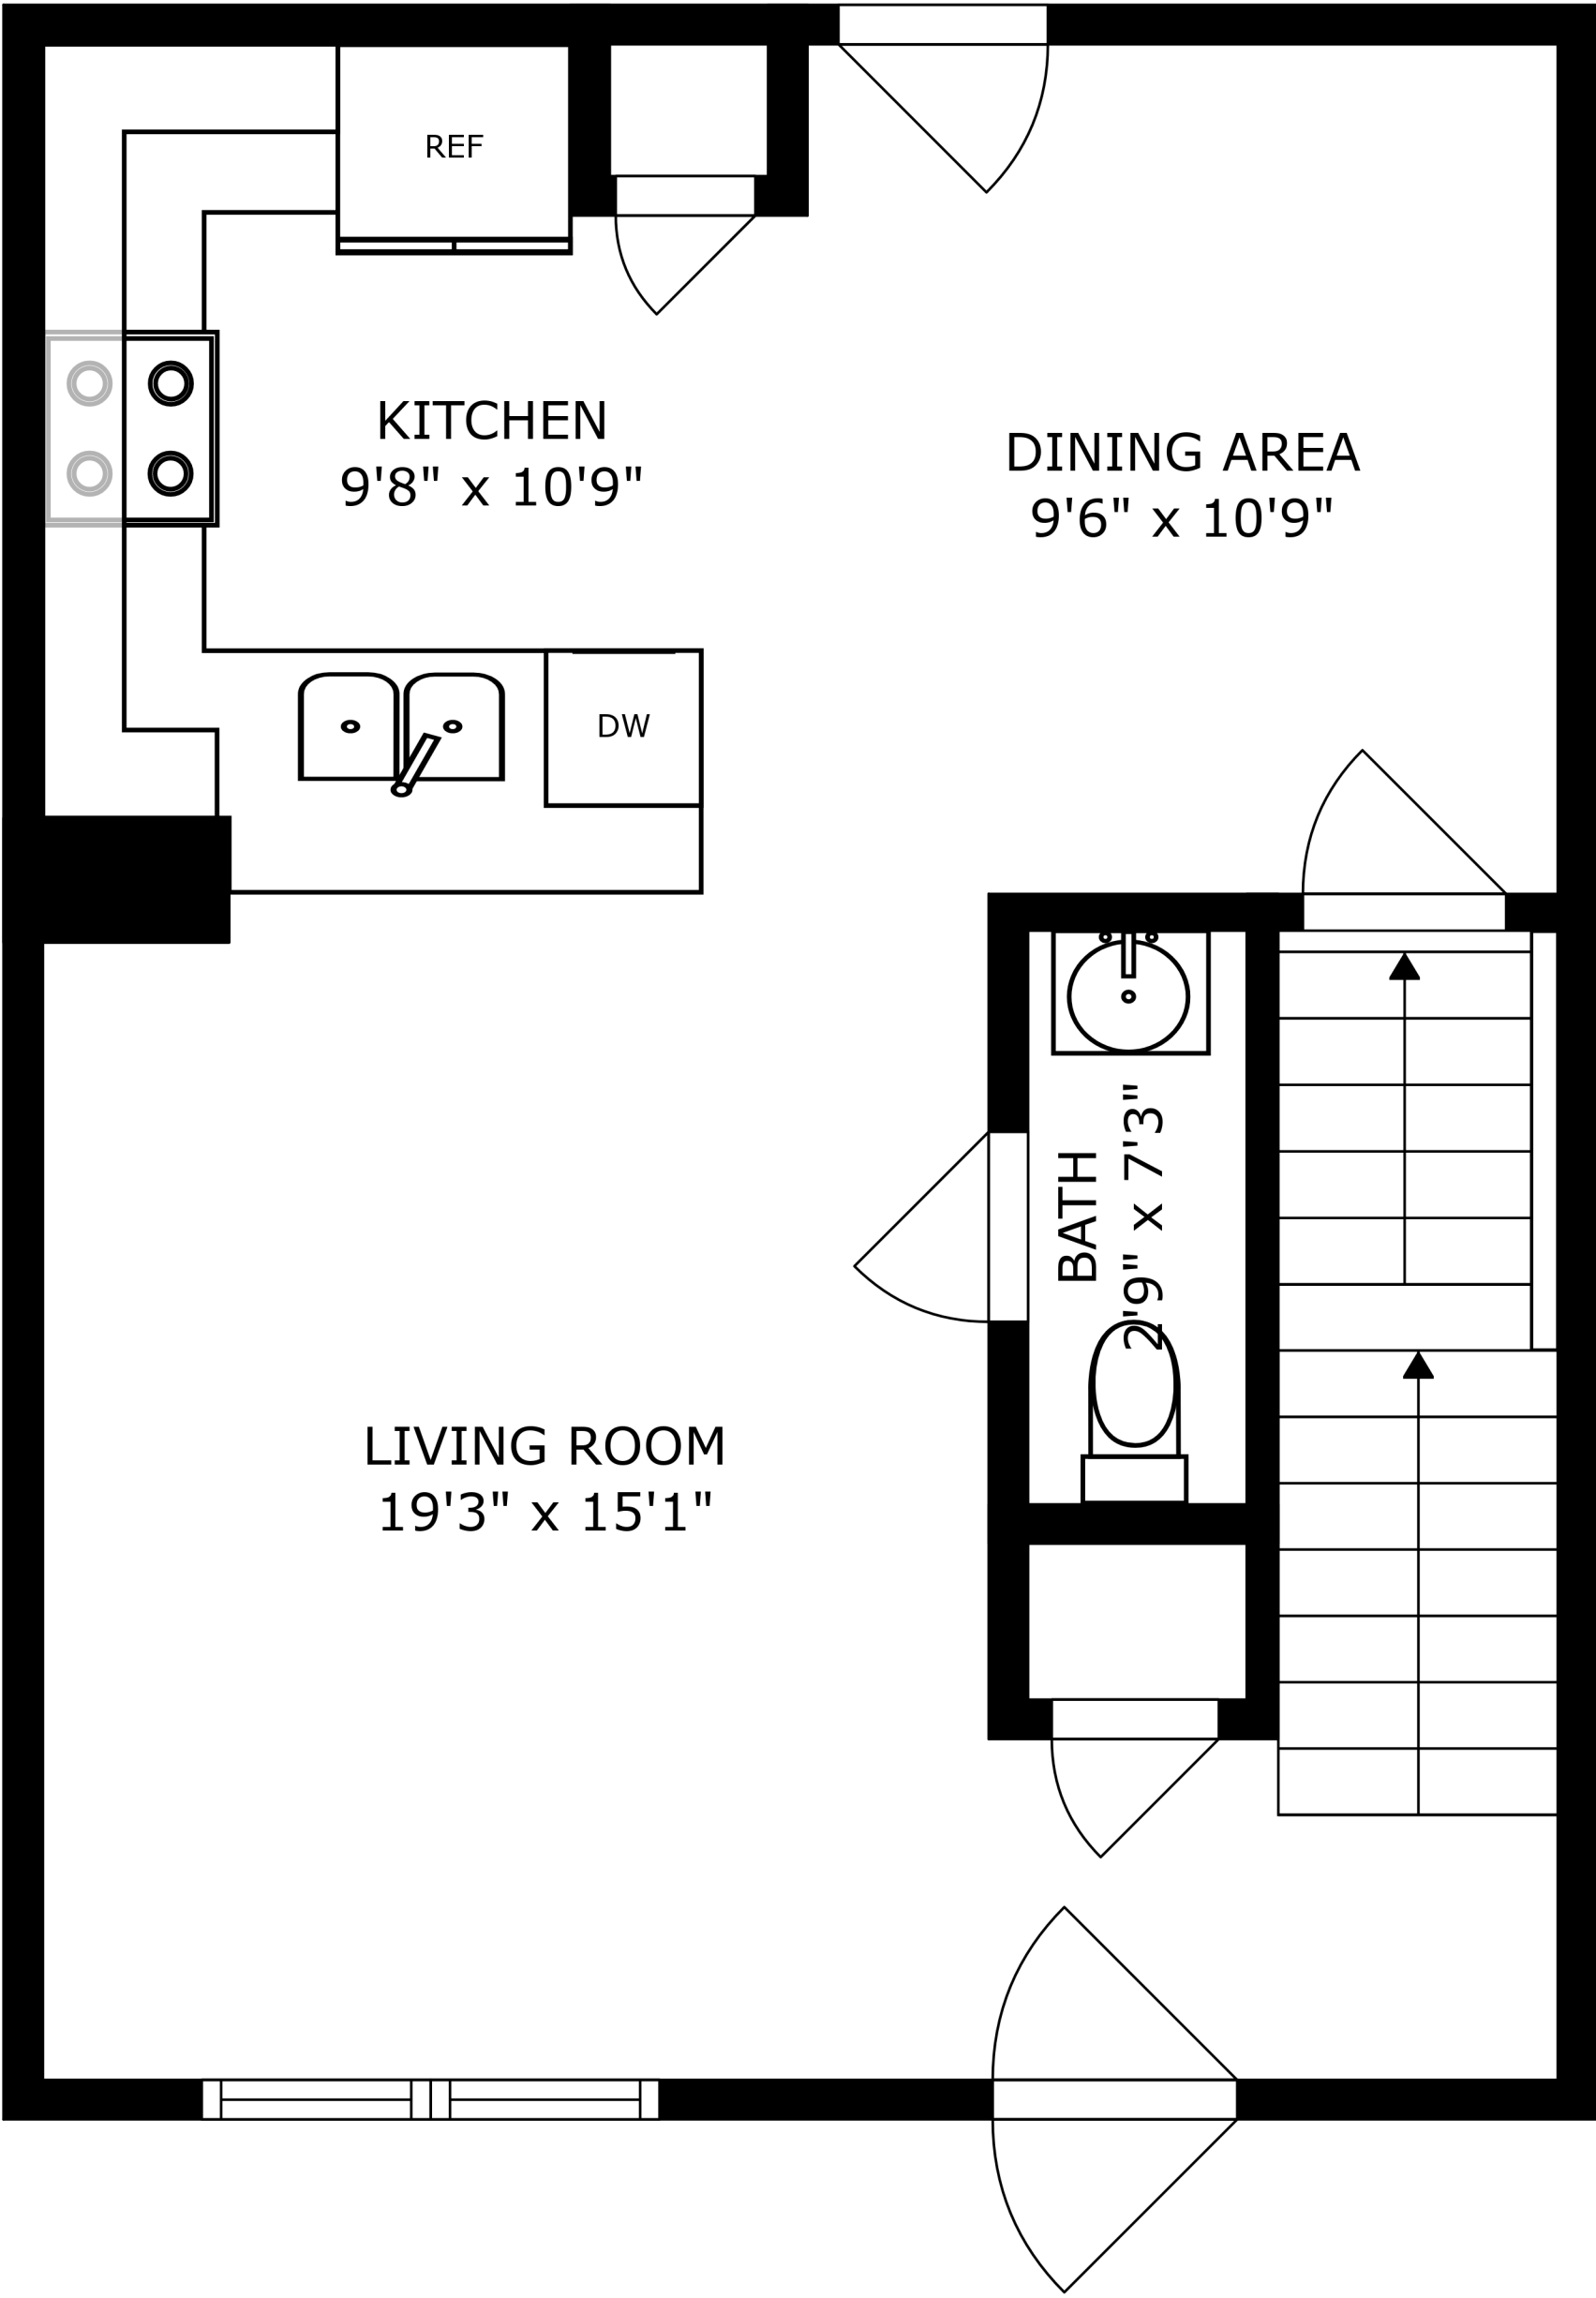 REF
KITCHEN
9'8" x 10'9"
DINING AREA
9'6" x 10'9"
DW
BATH
2'9" x 7'3"
LIVING ROOM
19'3" x 15'1"